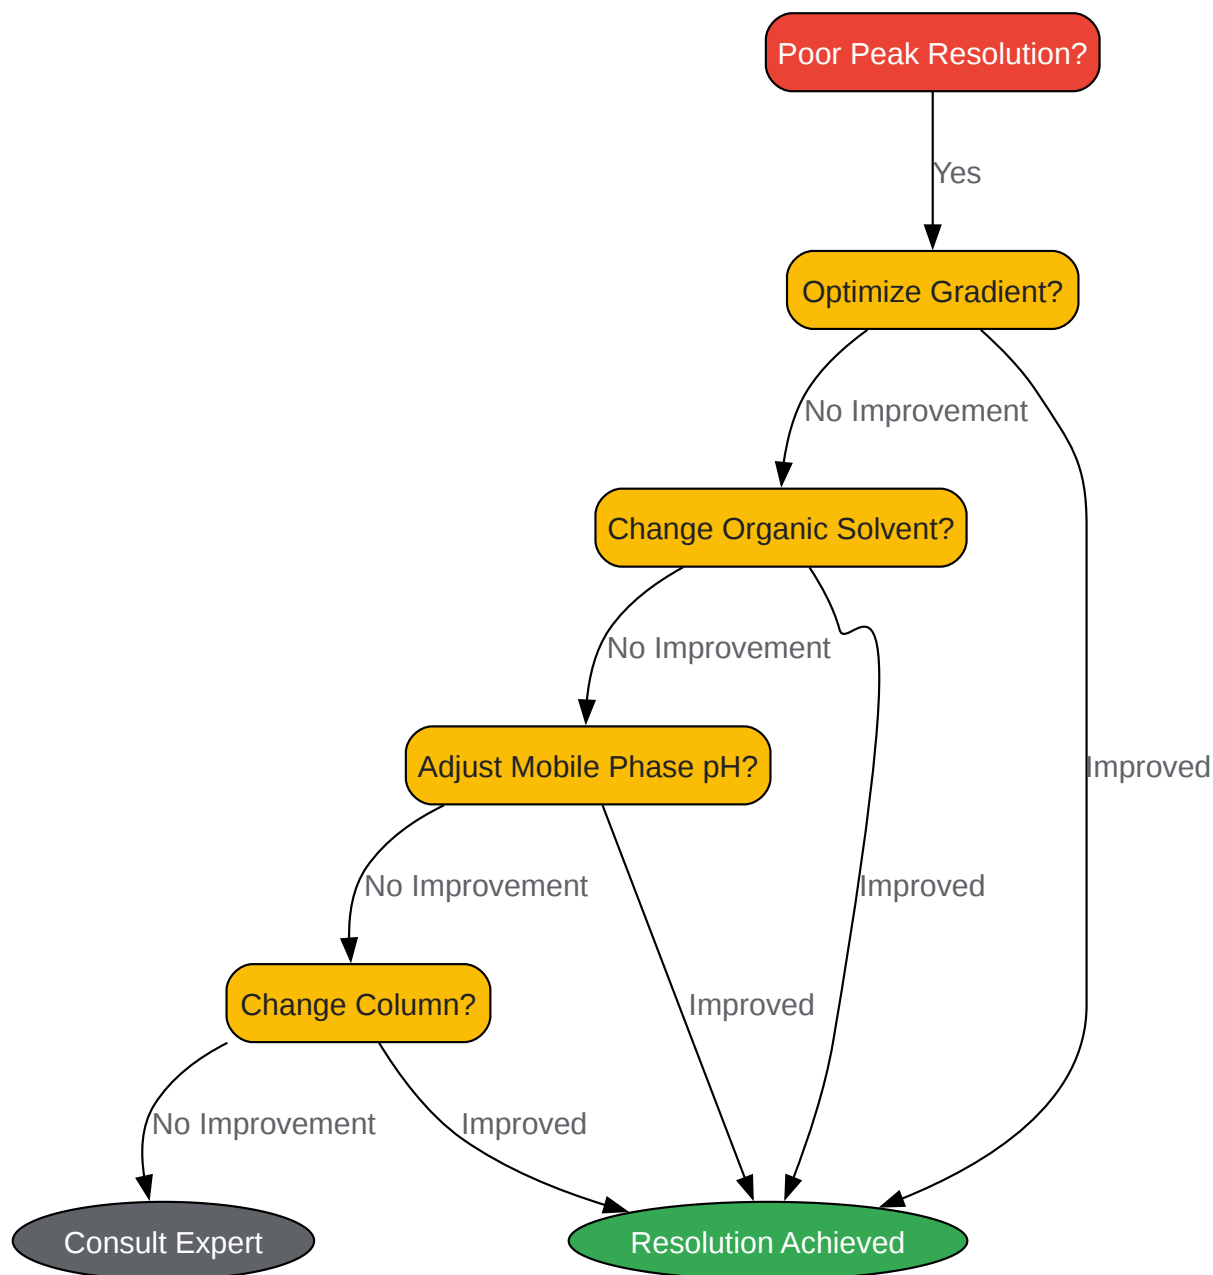 Poor Peak Resolution?
Yes
Optimize Gradient?
No Improvement
Change Organic Solvent?
No Improvement
Adjust Mobile Phase pH?
Improved
No Improvement
Improved
Change Column?
Improved
No Improvement
Improved
Consult Expert
Resolution Achieved